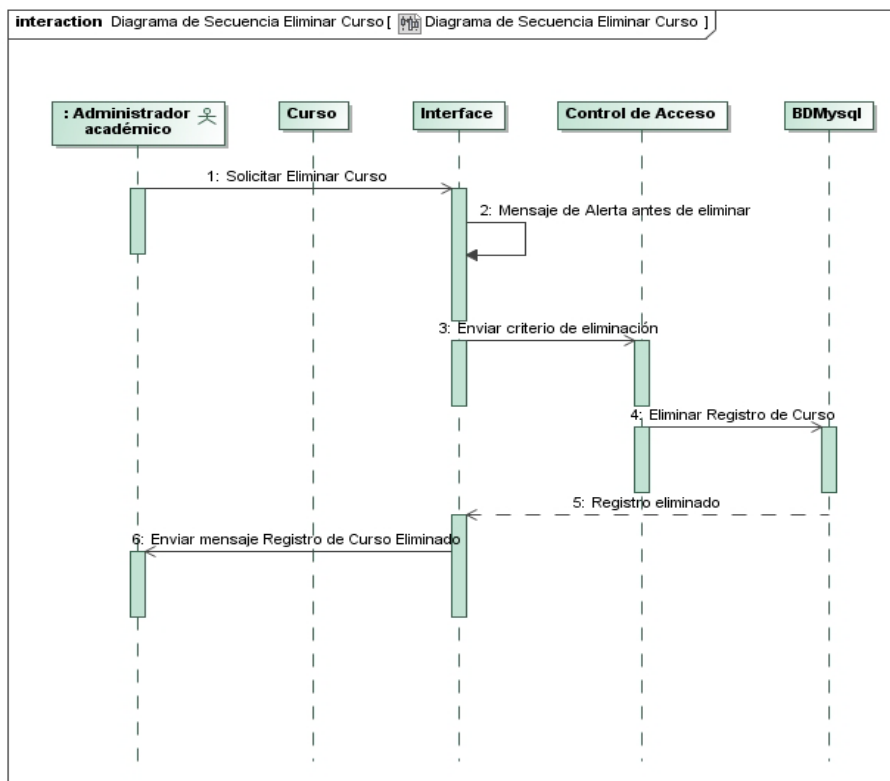 interaction Diagrama de Secuencia Eliminar Curso [ Diagrama de Secuencia Eliminar Curso ]
: Administrador
académico
Curso
Interface
Control de Acceso
BDMysql
1: Solicitar Eliminar Curso
2: Mensaje de Alerta antes de eliminar
3: Enviar criterio de eliminación
4: Eliminar Registro de Curso
5: Registro eliminado
6: Enviar mensaje Registro de Curso Eliminado